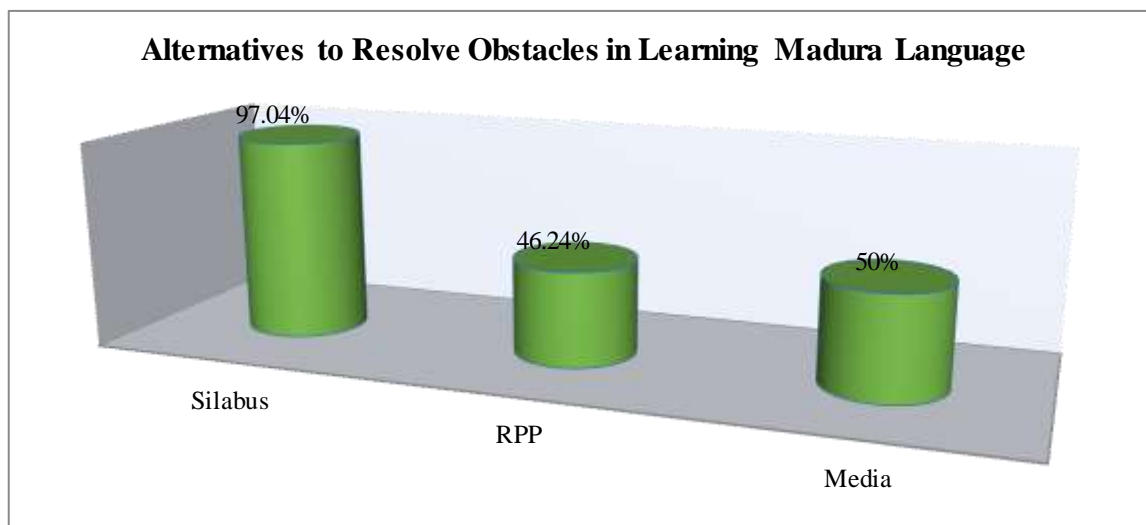 Alternatives to Resolve Obstacles in Learning Madura Language
97.04%
46.24%
50%
Silabus
RPP
Media